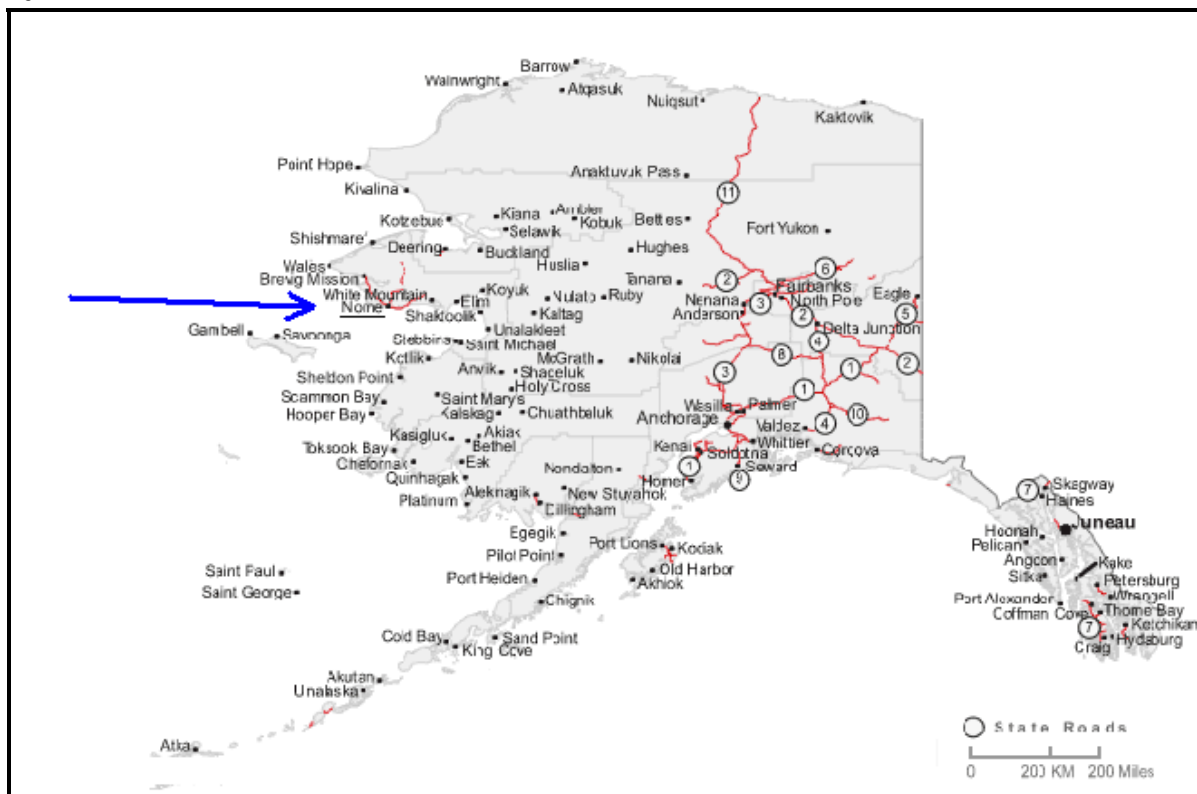 Barrow
Wainwright
Atqasuk
Nuiqsut
Kaktovik
Point Hope
Anaktuvuk Pass
Kivalina
11
Kotzebue
Kiana
Ambler
Kobuk
Bettles
Selawik
Fort Yukon
Shishmaref
Deering
Buckland
Hughes
Wales
Huslia
6
Brevig Mission
Tanana
2
Fairbanks
White Mountain
Koyuk
Nulato
Ruby
Nenana
3
North Pole
Eagle
Nome
Elim
Anderson
2
5
Shaktoolik
Kaltag
Delta Junction
Gambell
Savoonga
Unalakleet
4
Stebbins
Saint Michael
8
Kotlik
McGrath
Nikolai
1
2
Anvik
Shageluk
3
Sheldon Point
Holy Cross
1
Scammon Bay
Saint Mary's
Wasilla
Palmer
Hooper Bay
Kalskag
Chuathbaluk
10
Anchorage
Valdez
4
Kasigluk
Akiak
Bethel
Whittier
Toksook Bay
Kenai
Soldotna
Cordova
Chefornak
Eek
1
Seward
Nondalton
9
Quinhagak
Homer
7
Skagway
Aleknagik
New Stuyahok
Haines
Platinum
Dillingham
Juneau
Egegik
Hoonah
Port Lions
Kodiak
Pelican
Pilot Point
Angoon
Kake
Saint Paul
Old Harbor
Sitka
Port Heiden
Akhiok
Petersburg
Saint George
Wrangell
Chignik
Port Alexander
Coffman Cove
Thorne Bay
7
Ketchikan
Cold Bay
Sand Point
Hydaburg
King Cove
Craig
Akutan
Unalaska
State Roads
Atka
0 200 KM 200 Miles